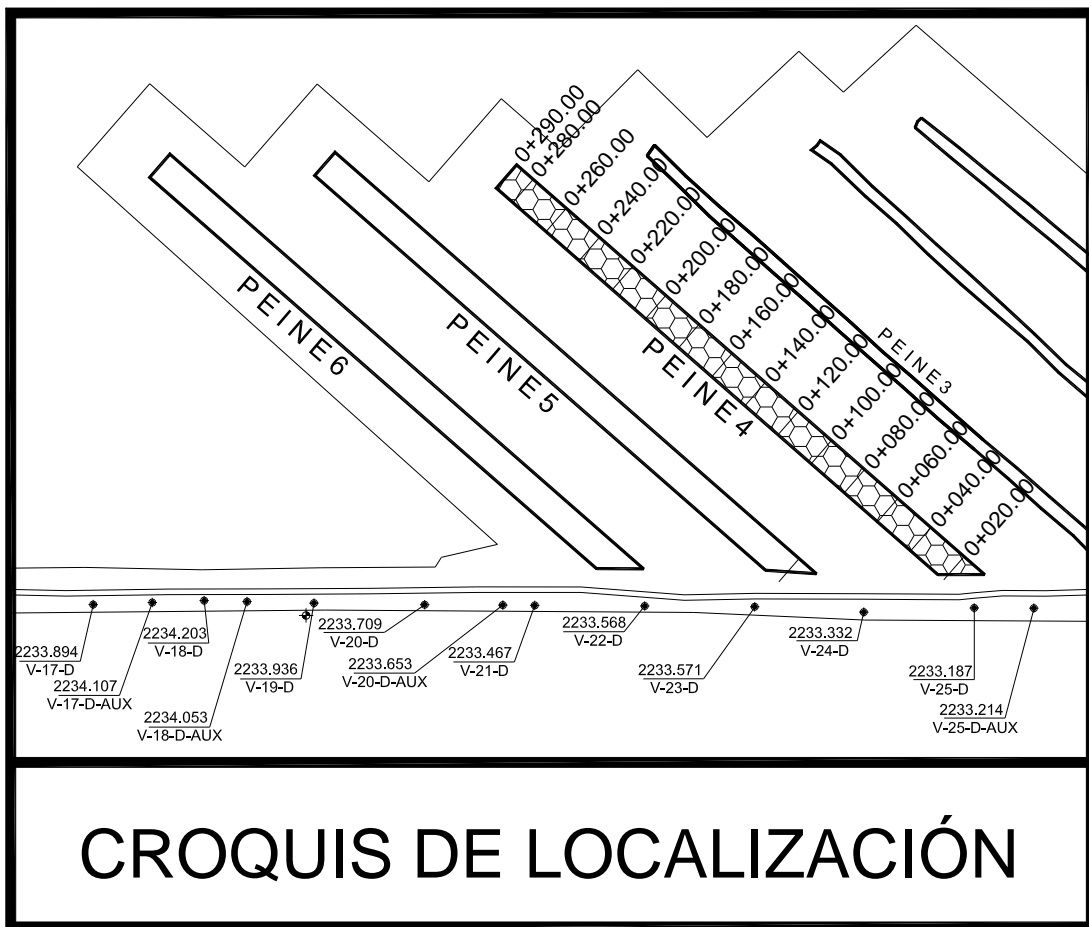 0+290.00
0+280.00
0+260.00
0+240.00
0+220.00
0+200.00
0+180.00
0+160.00
0+140.00
0+120.00
0+100.00
0+080.00
0+060.00
0+040.00
0+020.00
PEINE6
PEINE5
PEINE4
PEINE3
2233.894
V-17-D
2234.107
V-17-D-AUX
2234.203
V-18-D
2234.053
V-18-D-AUX
2233.936
V-19-D
2233.709
V-20-D
2233.653
V-20-D-AUX
2233.467
V-21-D
2233.568
V-22-D
2233.571
V-23-D
2233.332
V-24-D
2233.187
V-25-D
2233.214
V-25-D-AUX
CROQUIS DE LOCALIZACIÓN